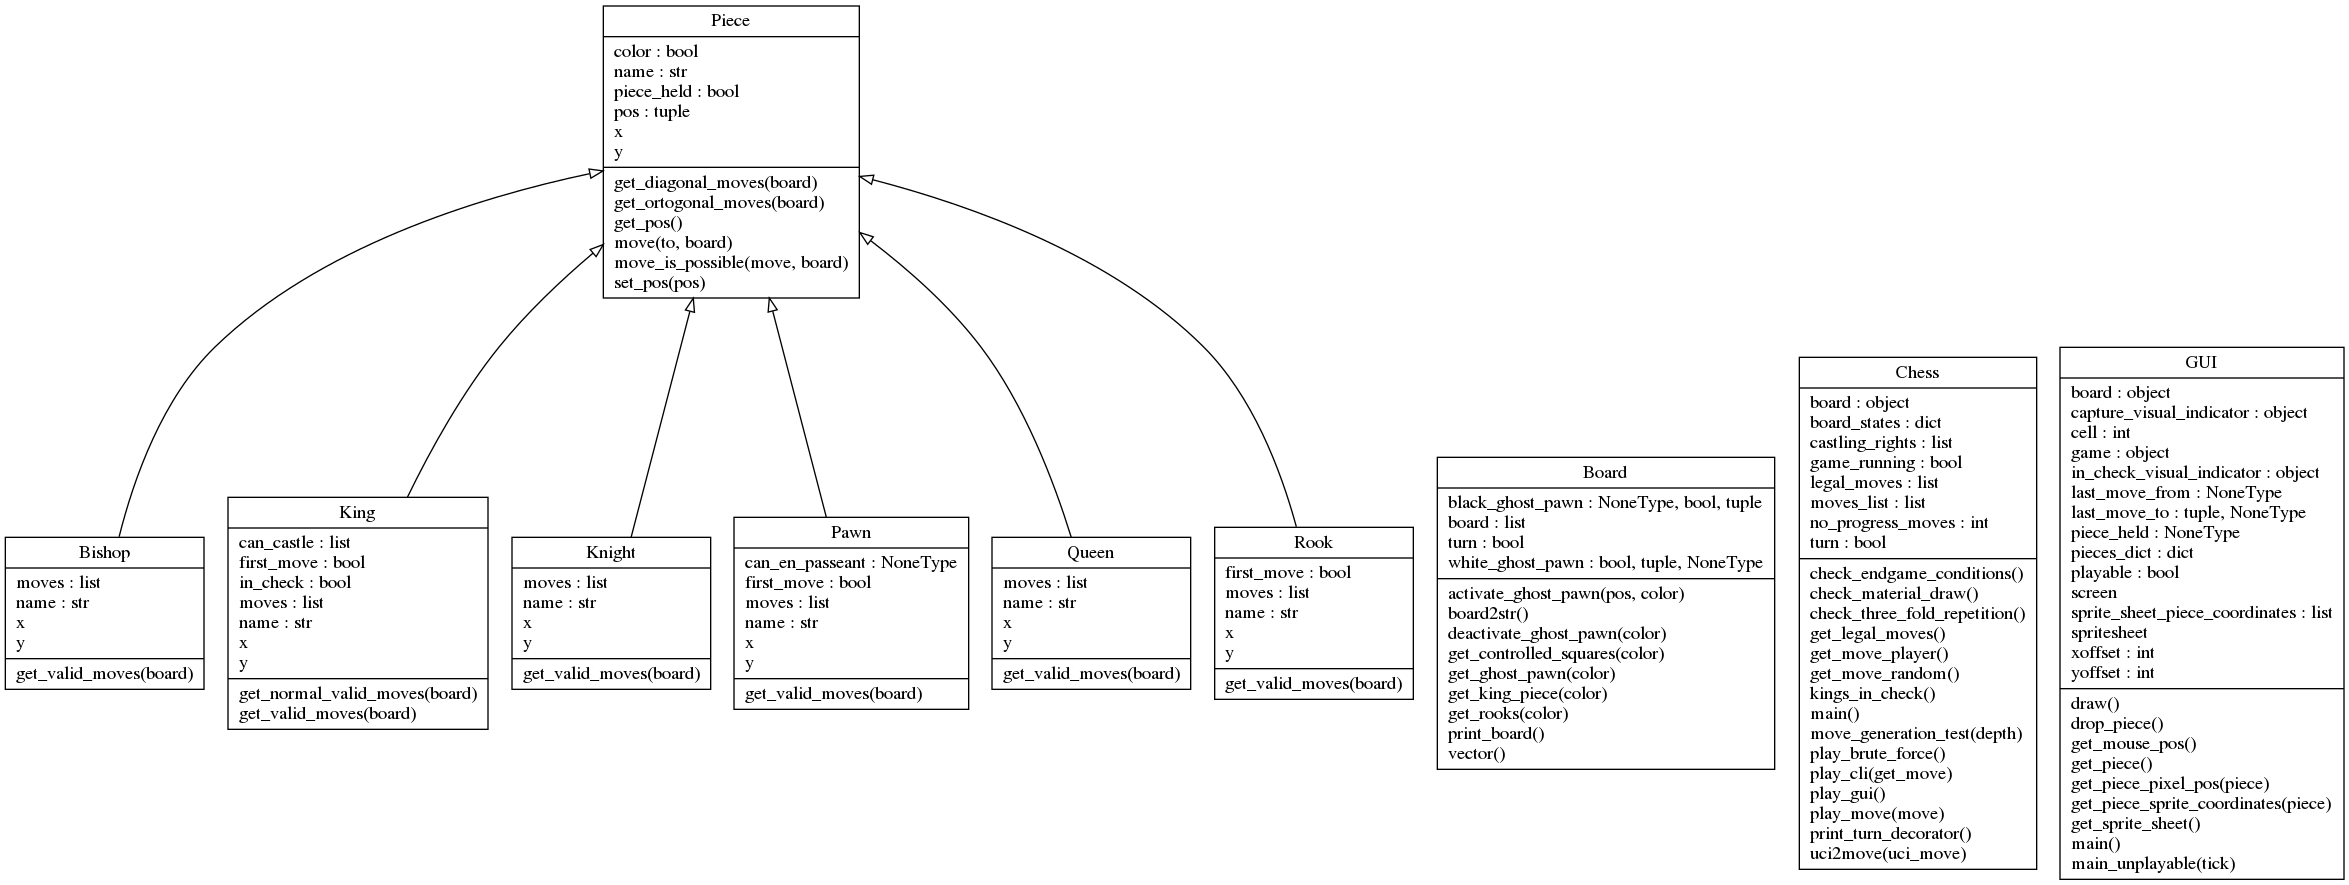 Piece
color : bool
name : str
piece_held : bool
pos : tuple
x
y
get_diagonal_moves(board)
get_ortogonal_moves(board)
get_pos()
move(to, board)
move_is_possible(move, board)
set_pos(pos)
Bishop
moves : list
name : str
x
y
get_valid_moves(board)
King
can_castle : list
first_move : bool
in_check : bool
moves : list
name : str
x
y
get_normal_valid_moves(board)
get_valid_moves(board)
Knight
moves : list
name : str
x
y
get_valid_moves(board)
Pawn
can_en_passeant : NoneType
first_move : bool
moves : list
name : str
x
y
get_valid_moves(board)
Queen
moves : list
name : str
x
y
get_valid_moves(board)
Rook
first_move : bool
moves : list
name : str
x
y
get_valid_moves(board)
Board
black_ghost_pawn : NoneType, bool, tuple
board : list
turn : bool
white_ghost_pawn : bool, tuple, NoneType
activate_ghost_pawn(pos, color)
board2str()
deactivate_ghost_pawn(color)
get_controlled_squares(color)
get_ghost_pawn(color)
get_king_piece(color)
get_rooks(color)
print_board()
vector()
Chess
board : object
board_states : dict
castling_rights : list
game_running : bool
legal_moves : list
moves_list : list
no_progress_moves : int
turn : bool
check_endgame_conditions()
check_material_draw()
check_three_fold_repetition()
get_legal_moves()
get_move_player()
get_move_random()
kings_in_check()
main()
move_generation_test(depth)
play_brute_force()
play_cli(get_move)
play_gui()
play_move(move)
print_turn_decorator()
uci2move(uci_move)
GUI
board : object
capture_visual_indicator : object
cell : int
game : object
in_check_visual_indicator : object
last_move_from : NoneType
last_move_to : tuple, NoneType
piece_held : NoneType
pieces_dict : dict
playable : bool
screen
sprite_sheet_piece_coordinates : list
spritesheet
xoffset : int
yoffset : int
draw()
drop_piece()
get_mouse_pos()
get_piece()
get_piece_pixel_pos(piece)
get_piece_sprite_coordinates(piece)
get_sprite_sheet()
main()
main_unplayable(tick)